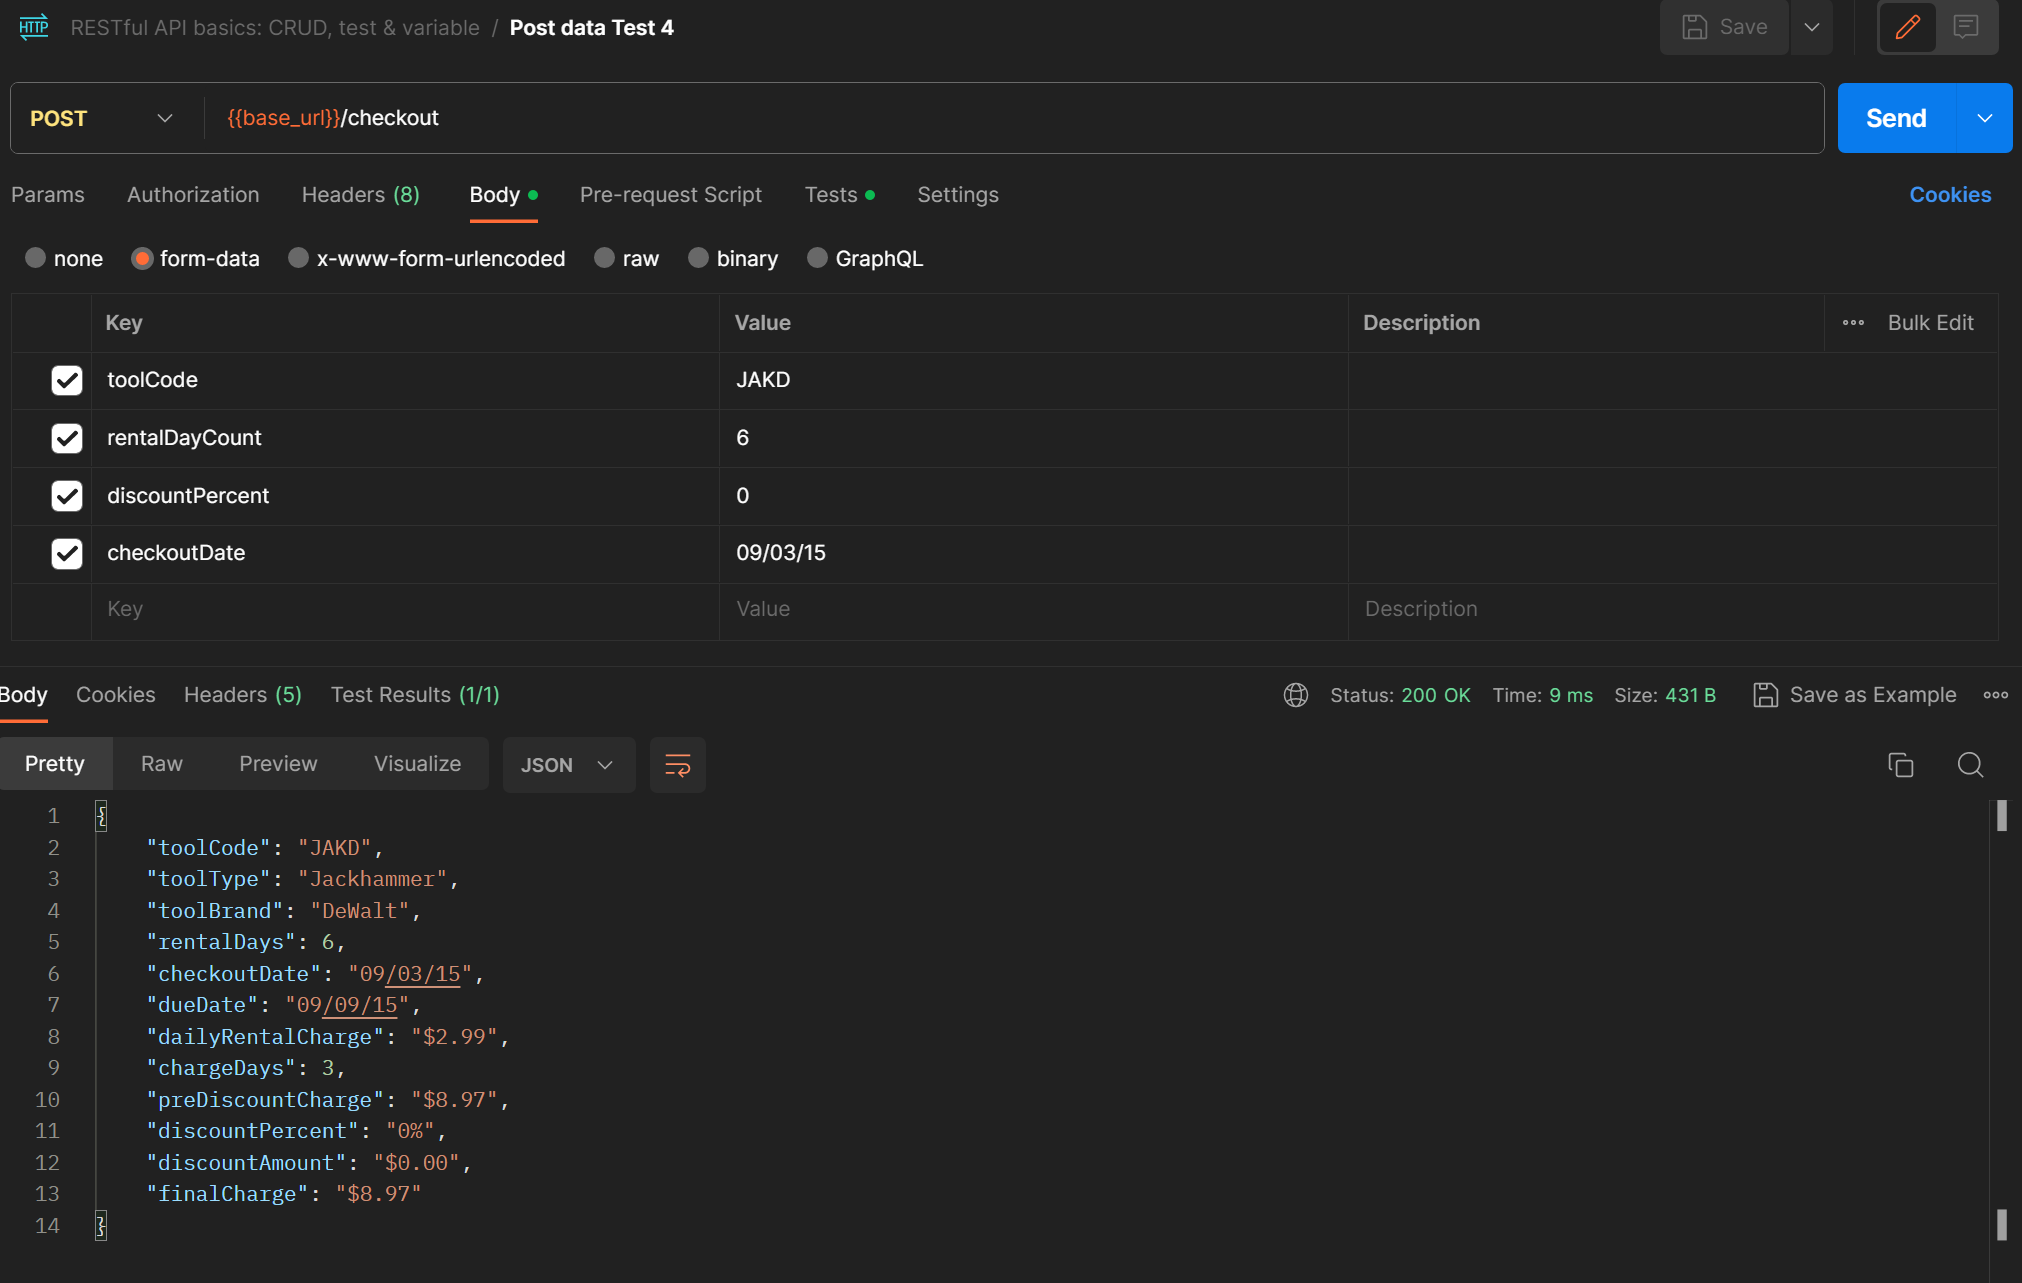 HTTP RESTful API basics: CRUD, test & variable / Post data Test 4 Save
POST {{base_url}}/checkout Send
Params Authorization Headers (8) Body Pre-request Script Tests Settings Cookies
none form-data x-www-form-urlencoded raw binary GraphQL
Key Value Description Bulk Edit
toolCode JAKD
rentalDayCount 6
discountPercent 0
checkoutDate 09/03/15
Key Value Description
Body Cookies Headers (5) Test Results (1/1) Status: 200 OK Time: 9 ms Size: 431 B Save as Example
Pretty Raw Preview Visualize JSON
1 {
2 "toolCode": "JAKD",
3 "toolType": "Jackhammer",
4 "toolBrand": "DeWalt",
5 "rentalDays": 6,
6 "checkoutDate": "09/03/15",
7 "dueDate": "09/09/15",
8 "dailyRentalCharge": "$2.99",
9 "chargeDays": 3,
10 "preDiscountCharge": "$8.97",
11 "discountPercent": "0%",
12 "discountAmount": "$0.00",
13 "finalCharge": "$8.97"
14 }